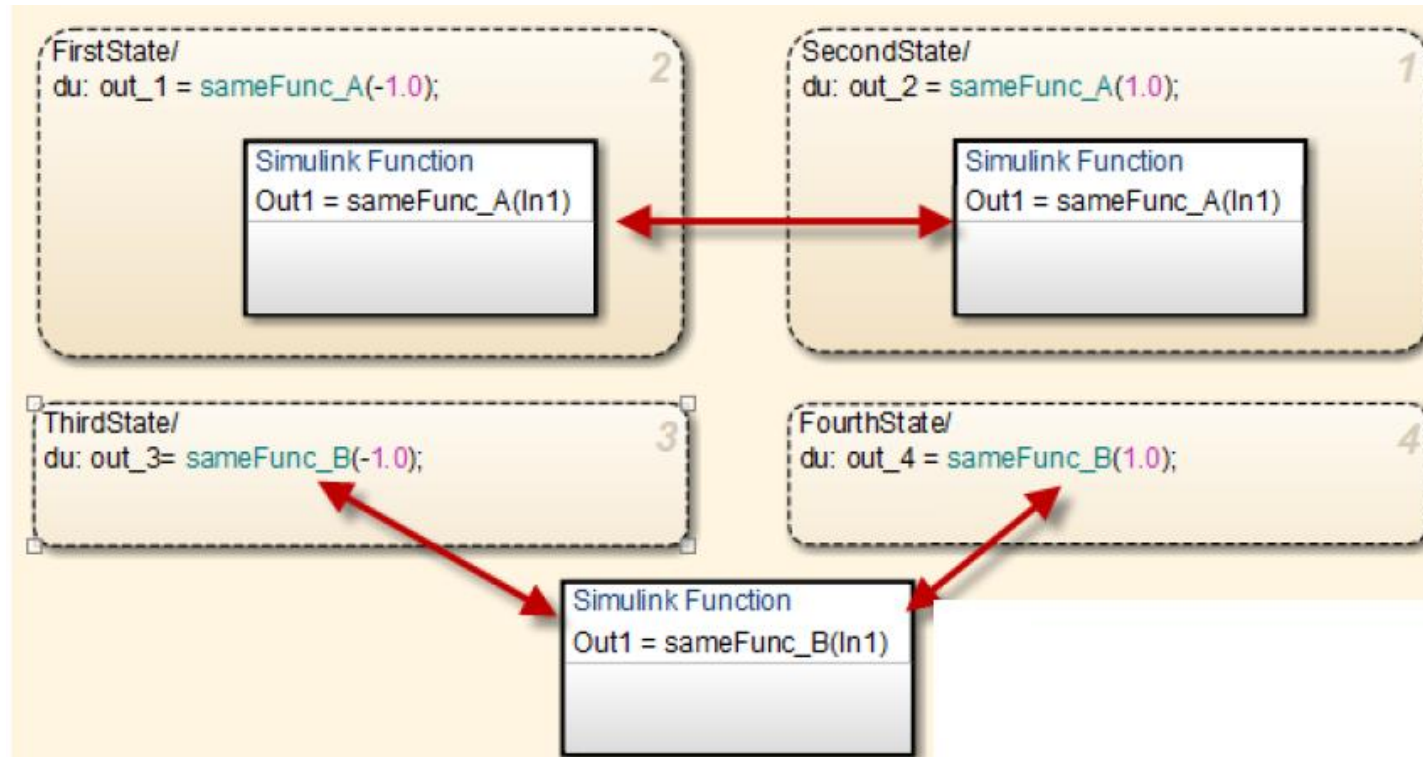 FirstState/
2
du: out_1 = sameFunc_A(-1.0);
Simulink Function
Out1 = sameFunc_A(In1)
SecondState/
1
du: out_2 = sameFunc_A(1.0);
Simulink Function
Out1 = sameFunc_A(In1)
ThirdState/
3
du: out_3= sameFunc_B(-1.0);
FourthState/
4
du: out_4 = sameFunc_B(1.0);
Simulink Function
Out1 = sameFunc_B(In1)